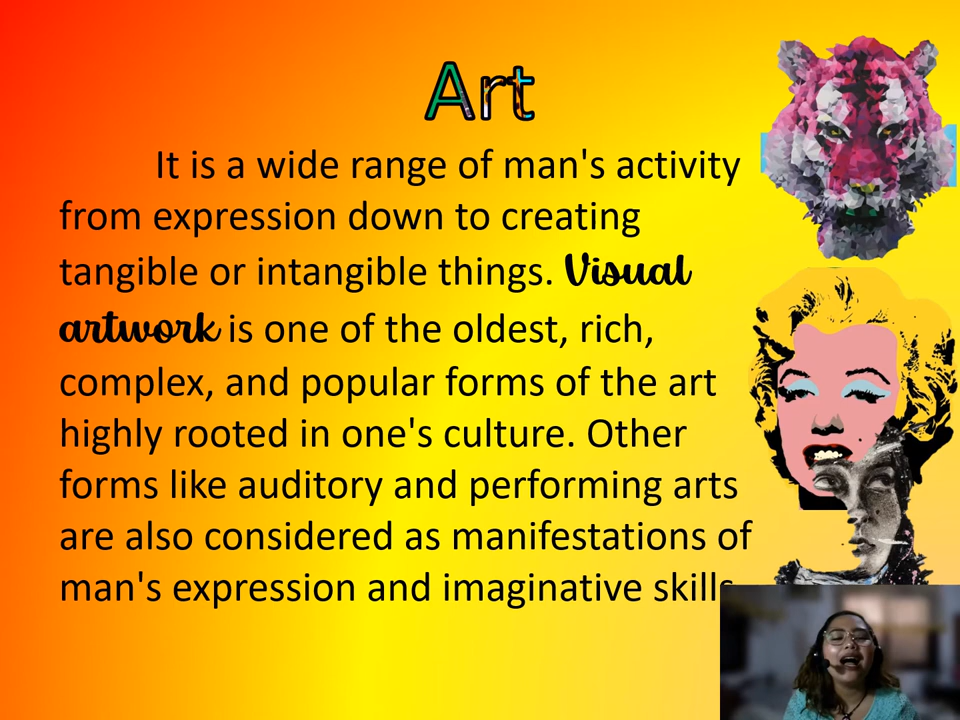 Art
It is a wide range of man's activity
from expression down to creating
tangible or intangible things. Visual
artwork is one of the oldest, rich,
complex, and popular forms of the art
highly rooted in one's culture. Other
forms like auditory and performing arts
are also considered as manifestations of
man's expression and imaginative skills